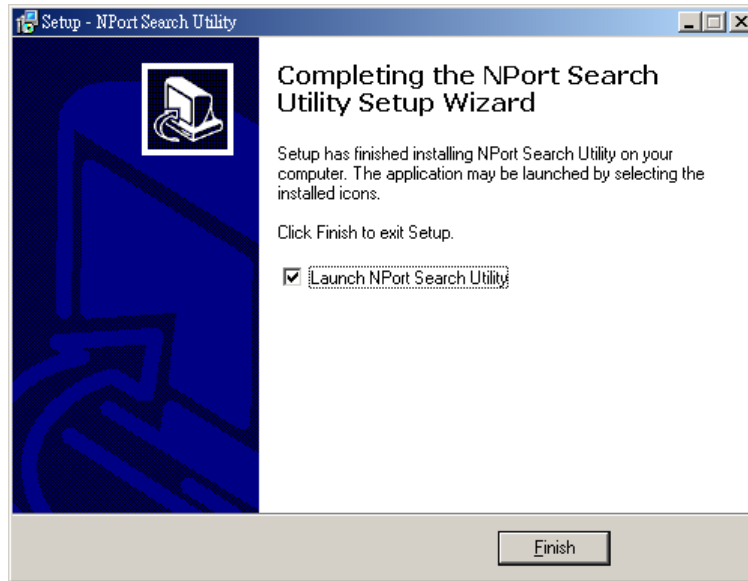 Setup - NPort Search Utility
Completing the NPort Search
Utility Setup Wizard
Setup has finished installing NPort Search Utility on your
computer. The application may be launched by selecting the
installed icons.
Click Finish to exit Setup.
Launch NPort Search Utility
Finish